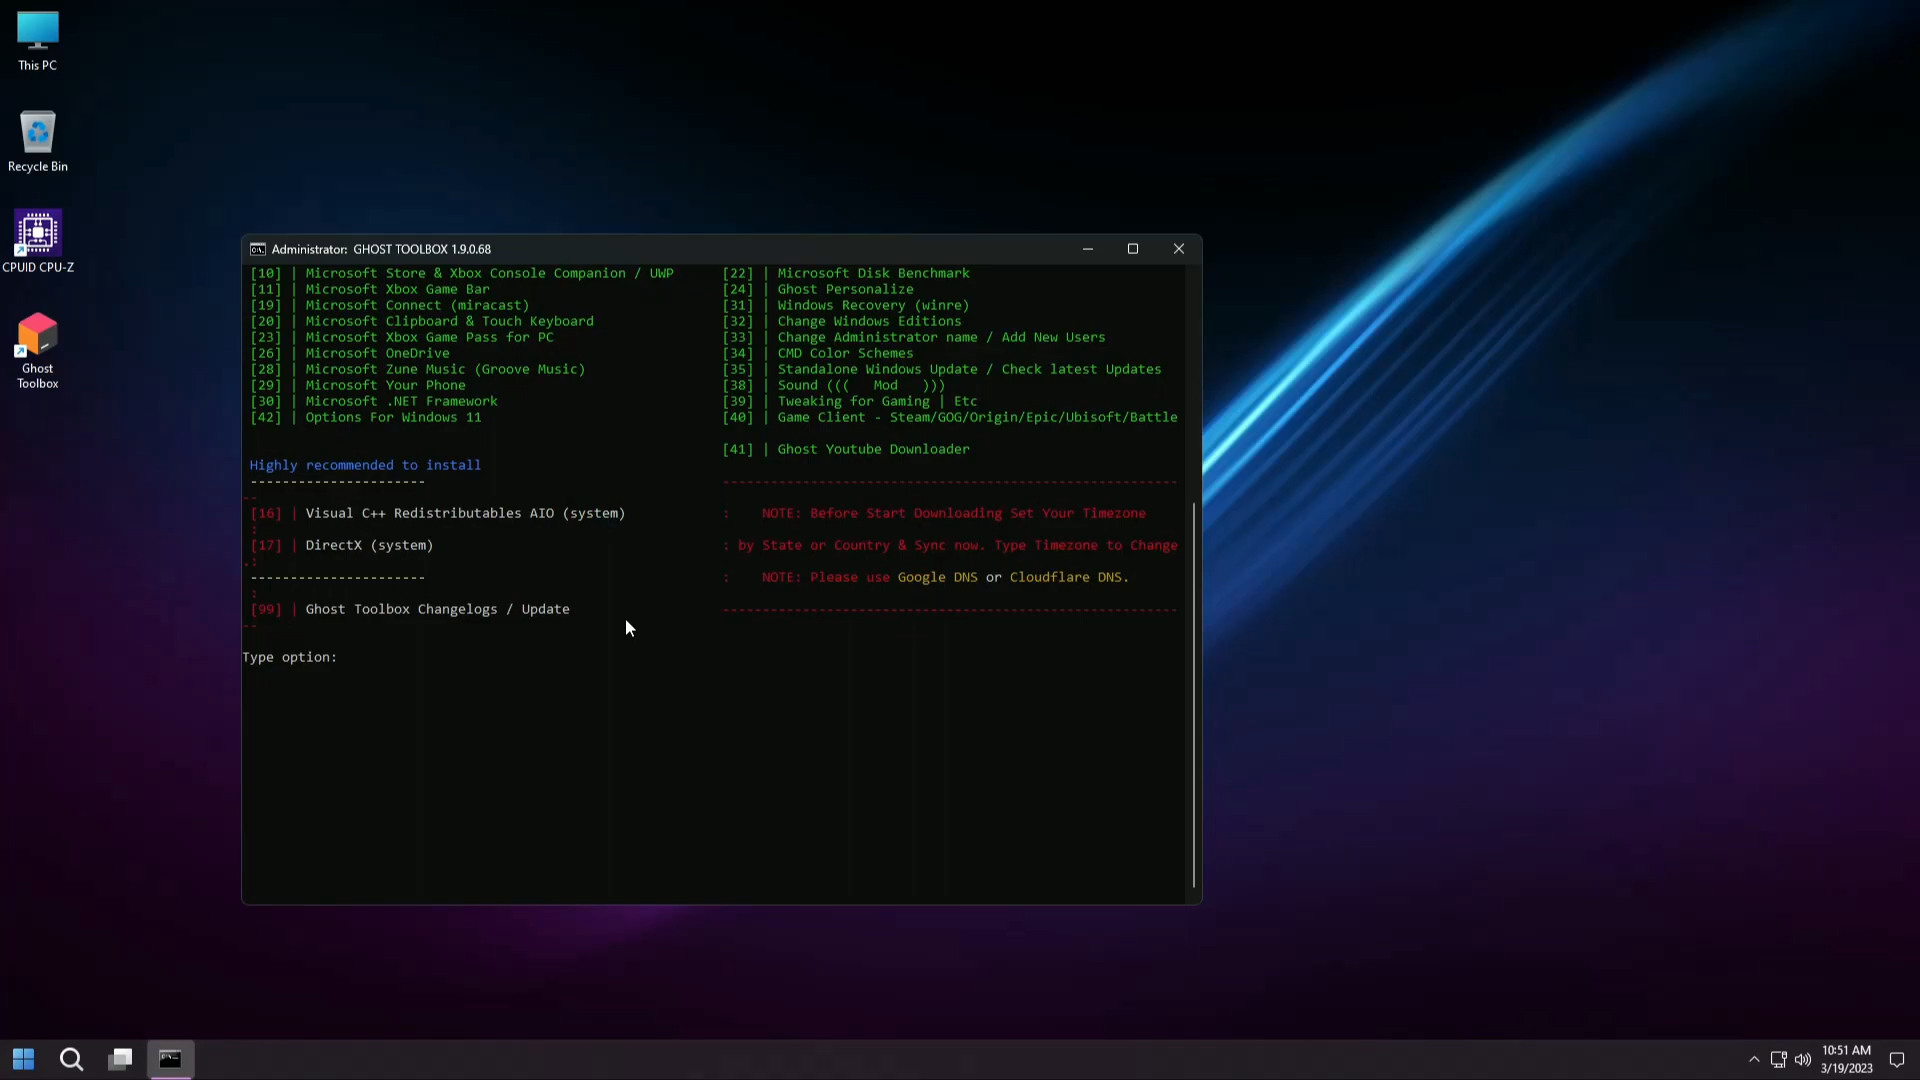 This PC
Recycle Bin
CPUID CPU-Z
Ghost
Toolbox
Administrator:  GHOST TOOLBOX 1.9.0.68
[10] | Microsoft Store & Xbox Console Companion / UWP      [22] | Microsoft Disk Benchmark
[11] | Microsoft Xbox Game Bar                             [24] | Ghost Personalize
[19] | Microsoft Connect (miracast)                        [31] | Windows Recovery (winre)
[20] | Microsoft Clipboard & Touch Keyboard                [32] | Change Windows Editions
[23] | Microsoft Xbox Game Pass for PC                     [33] | Change Administrator name / Add New Users
[26] | Microsoft OneDrive                                  [34] | CMD Color Schemes
[28] | Microsoft Zune Music (Groove Music)                 [35] | Standalone Windows Update / Check latest Updates
[29] | Microsoft Your Phone                                [38] | Sound (((   Mod   )))
[30] | Microsoft .NET Framework                            [39] | Tweaking for Gaming | Etc
[42] | Options For Windows 11                              [40] | Game Client - Steam/GOG/Origin/Epic/Ubisoft/Battle
[41] | Ghost Youtube Downloader
Highly recommended to install
----------------------                                     ---------------------------------------------------------
--
[16] | Visual C++ Redistributables AIO (system)            :    NOTE: Before Start Downloading Set Your Timezone
:
[17] | DirectX (system)                                    : by State or Country & Sync now. Type Timezone to Change
.:
----------------------                                     :    NOTE: Please use Google DNS or Cloudflare DNS.
:
[99] | Ghost Toolbox Changelogs / Update                   ---------------------------------------------------------
--
Type option:
10:51 AM
3/19/2023